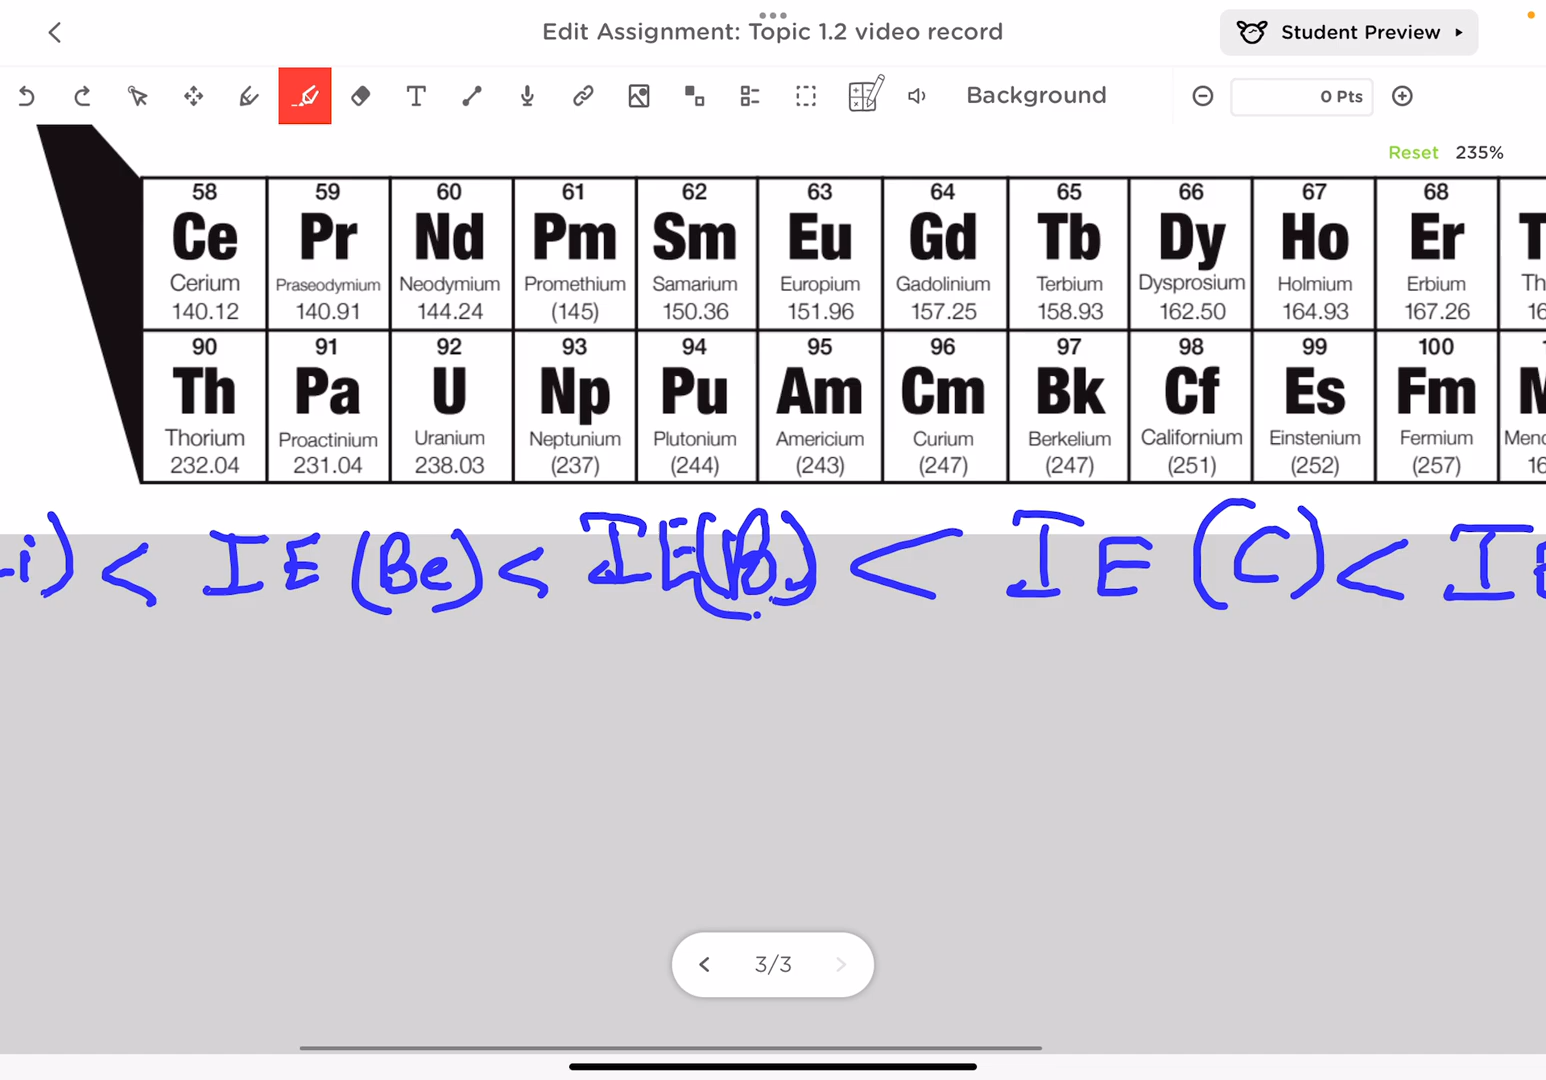 Edit Assignment: Topic 1.2 video record
Student Preview
T
Background
0 Pts
Reset 235%
58 59 60 61 62 63 64 65 66 67 68
Ce Pr Nd Pm Sm Eu Gd Tb Dy Ho Er T
Cerium Praseodymium Neodymium Promethium Samarium Europium Gadolinium Terbium Dysprosium Holmium Erbium Th
140.12 140.91 144.24 (145) 150.36 151.96 157.25 158.93 162.50 164.93 167.26 16
90 91 92 93 94 95 96 97 98 99 100
Th Pa U Np Pu Am Cm Bk Cf Es Fm M
Thorium Proactinium Uranium Neptunium Plutonium Americium Curium Berkelium Californium Einstenium Fermium Mend
232.04 231.04 238.03 (237) (244) (243) (247) (247) (251) (252) (257) 16
i) < IE (Be) < IE(B) < IE (C) < IE
3/3